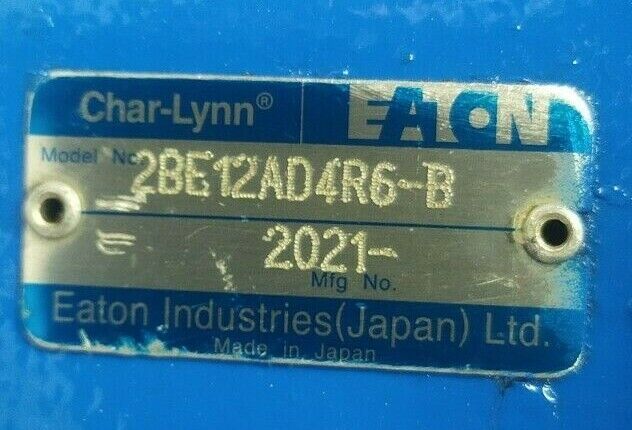 Char-Lynn® EATON
Model No. 2BE12AD4R6-B
2021-
Mfg No.
Eaton Industries(Japan) Ltd.
Made in Japan